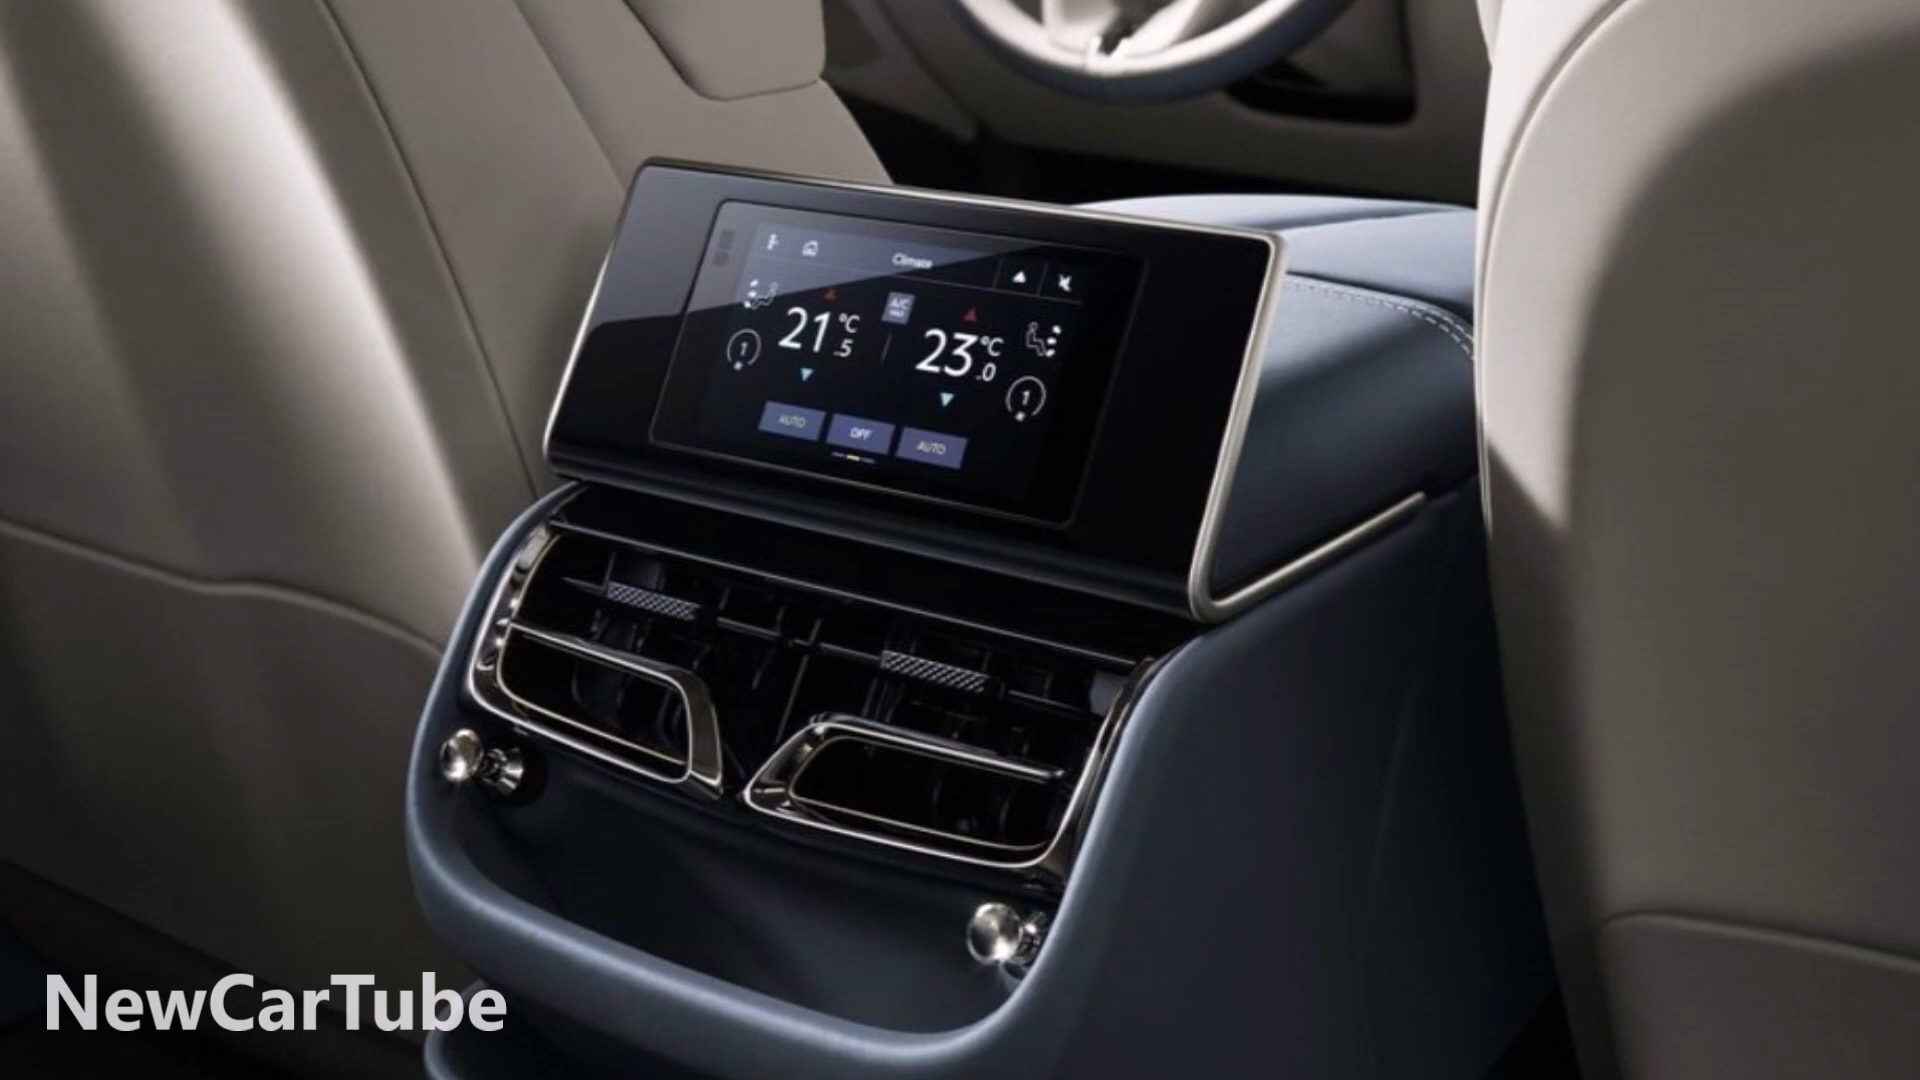 Climate
A/C
21 °C .5
23 °C .0
1
1
AUTO OFF AUTO
NewCarTube